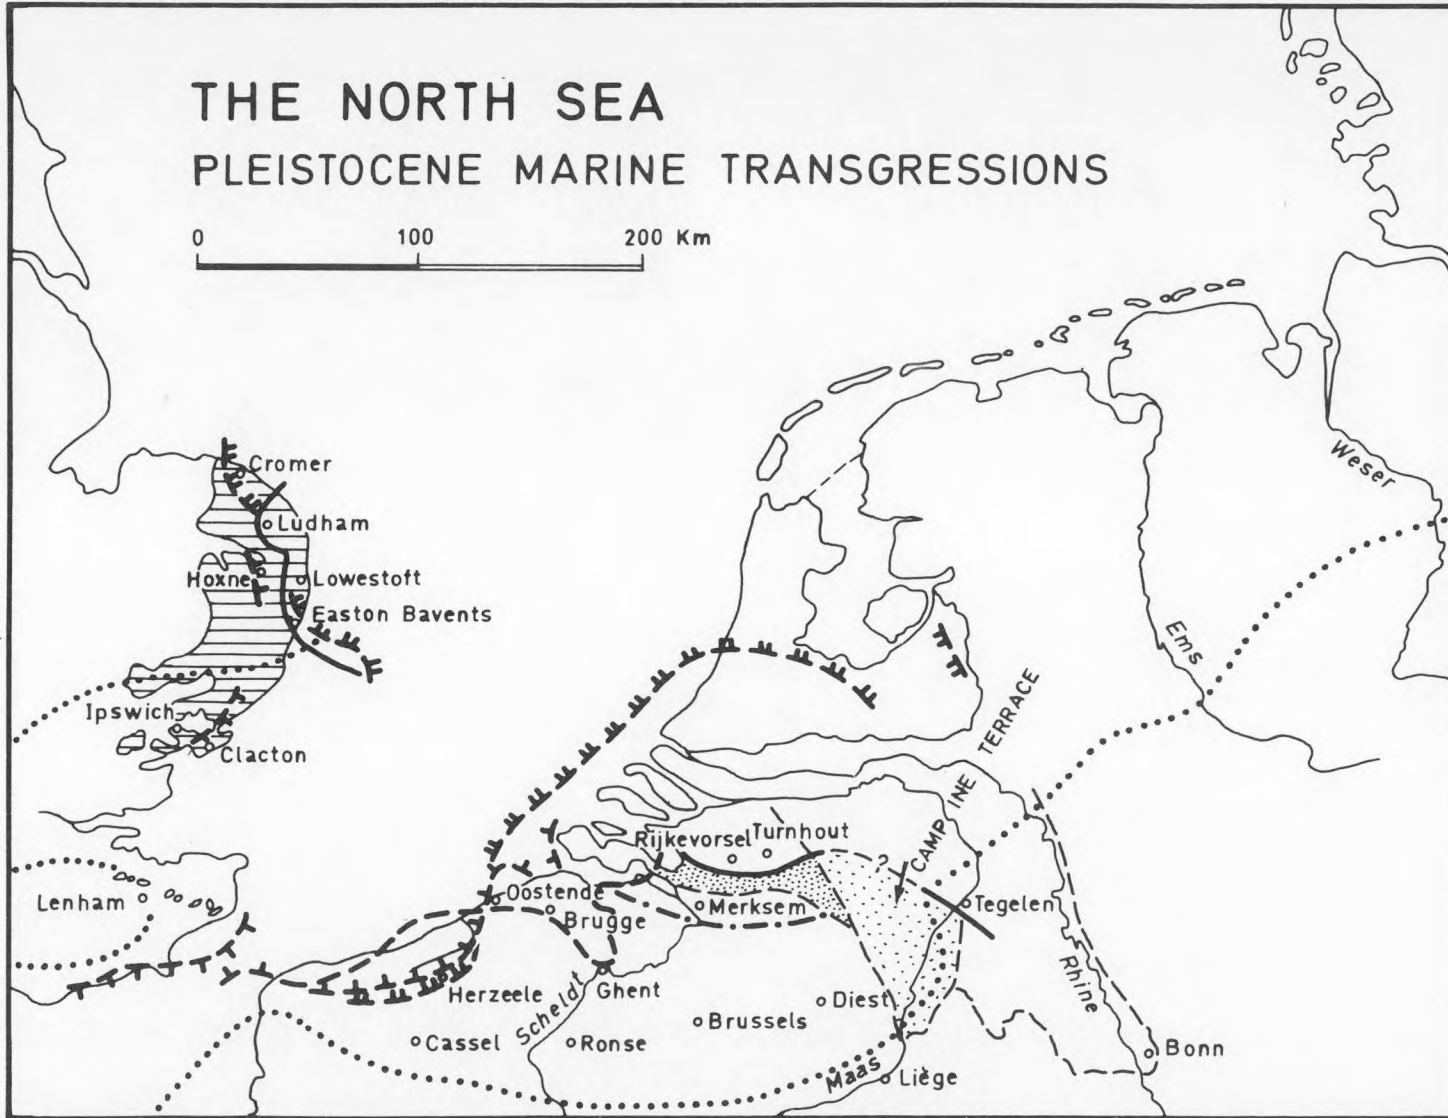 THE NORTH SEA
PLEISTOCENE MARINE TRANSGRESSIONS
0 100 200 Km
Cromer
Ludham
Hoxne
Lowestoft
Easton Bavents
Ipswich
Clacton
Lenham
Weser
Ems
CAMPINE TERRACE
Rijkevorsel
Turnhout
?
Oostende
Brugge
Merksem
Tegelen
Herzeele
Ghent
Scheldt
Diest
Brussels
Cassel
Ronse
Rhine
Bonn
Maas
Liège